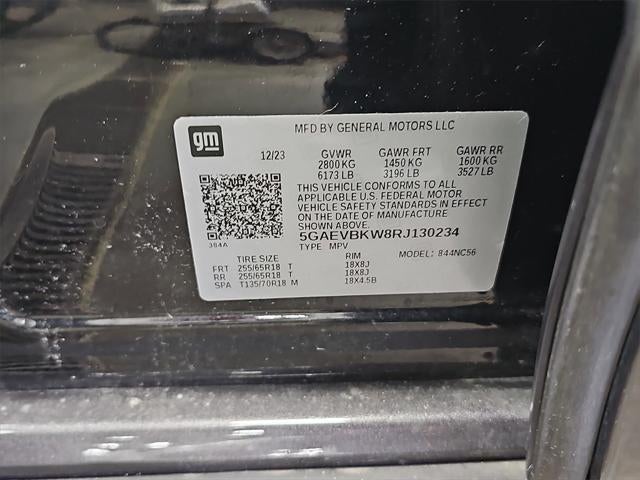 gm
MFD BY GENERAL MOTORS LLC
12/23 GVWR GAWR FRT GAWR RR
2800 KG 1450 KG 1600 KG
6173 LB 3196 LB 3527 LB
THIS VEHICLE CONFORMS TO ALL
APPLICABLE U.S. FEDERAL MOTOR
VEHICLE SAFETY STANDARDS IN EFFECT
ON THE DATE OF MANUFACTURE
SHOWN ABOVE.
384A
5GAEVBKW8RJ130234
TYPE MPV MODEL: 844NC56
TIRE SIZE RIM
FRT 255/65R18 T 18X8J
RR 255/65R18 T 18X8J
SPA T135/70R18 M 18X4.5B